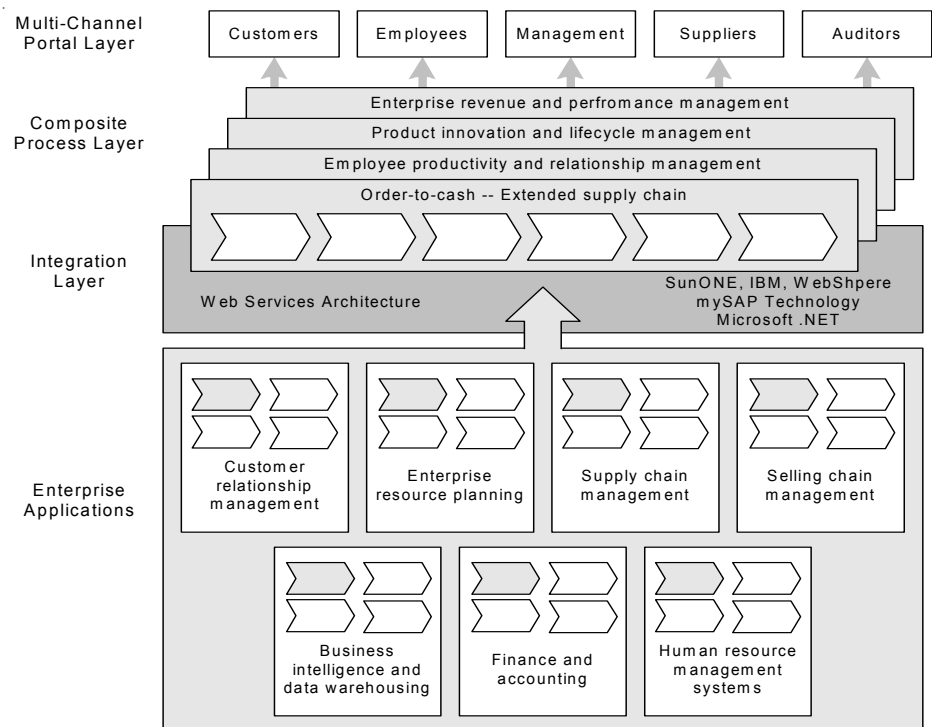 Multi-Channel
Portal Layer
Customers
Employees
Management
Suppliers
Auditors
Composite
Process Layer
Enterprise revenue and perfromance management
Product innovation and lifecycle management
Employee productivity and relationship management
Order-to-cash -- Extended supply chain
Integration
Layer
Web Services Architecture
SunONE, IBM, WebShpere
mySAP Technology
Microsoft .NET
Enterprise
Applications
Customer
relationship
management
Enterprise
resource planning
Supply chain
management
Selling chain
management
Business
intelligence and
data warehousing
Finance and
accounting
Human resource
management
systems